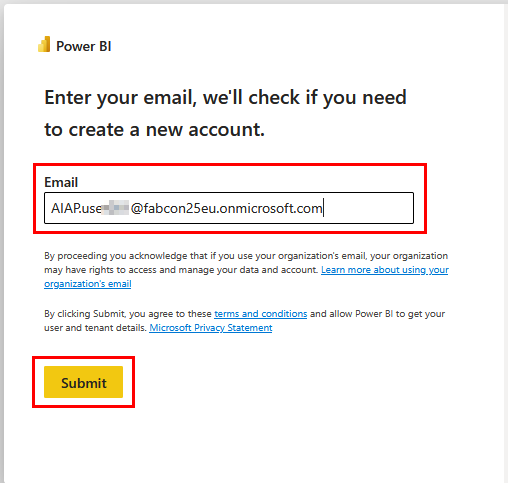 Power BI
Enter your email, we'll check if you need
to create a new account.
Email
AIAP.use @fabcon25eu.onmicrosoft.com
By proceeding you acknowledge that if you use your organization's email, your organization
may have rights to access and manage your data and account. Learn more about using your
organization's email
By clicking Submit, you agree to these terms and conditions and allow Power BI to get your
user and tenant details. Microsoft Privacy Statement
Submit